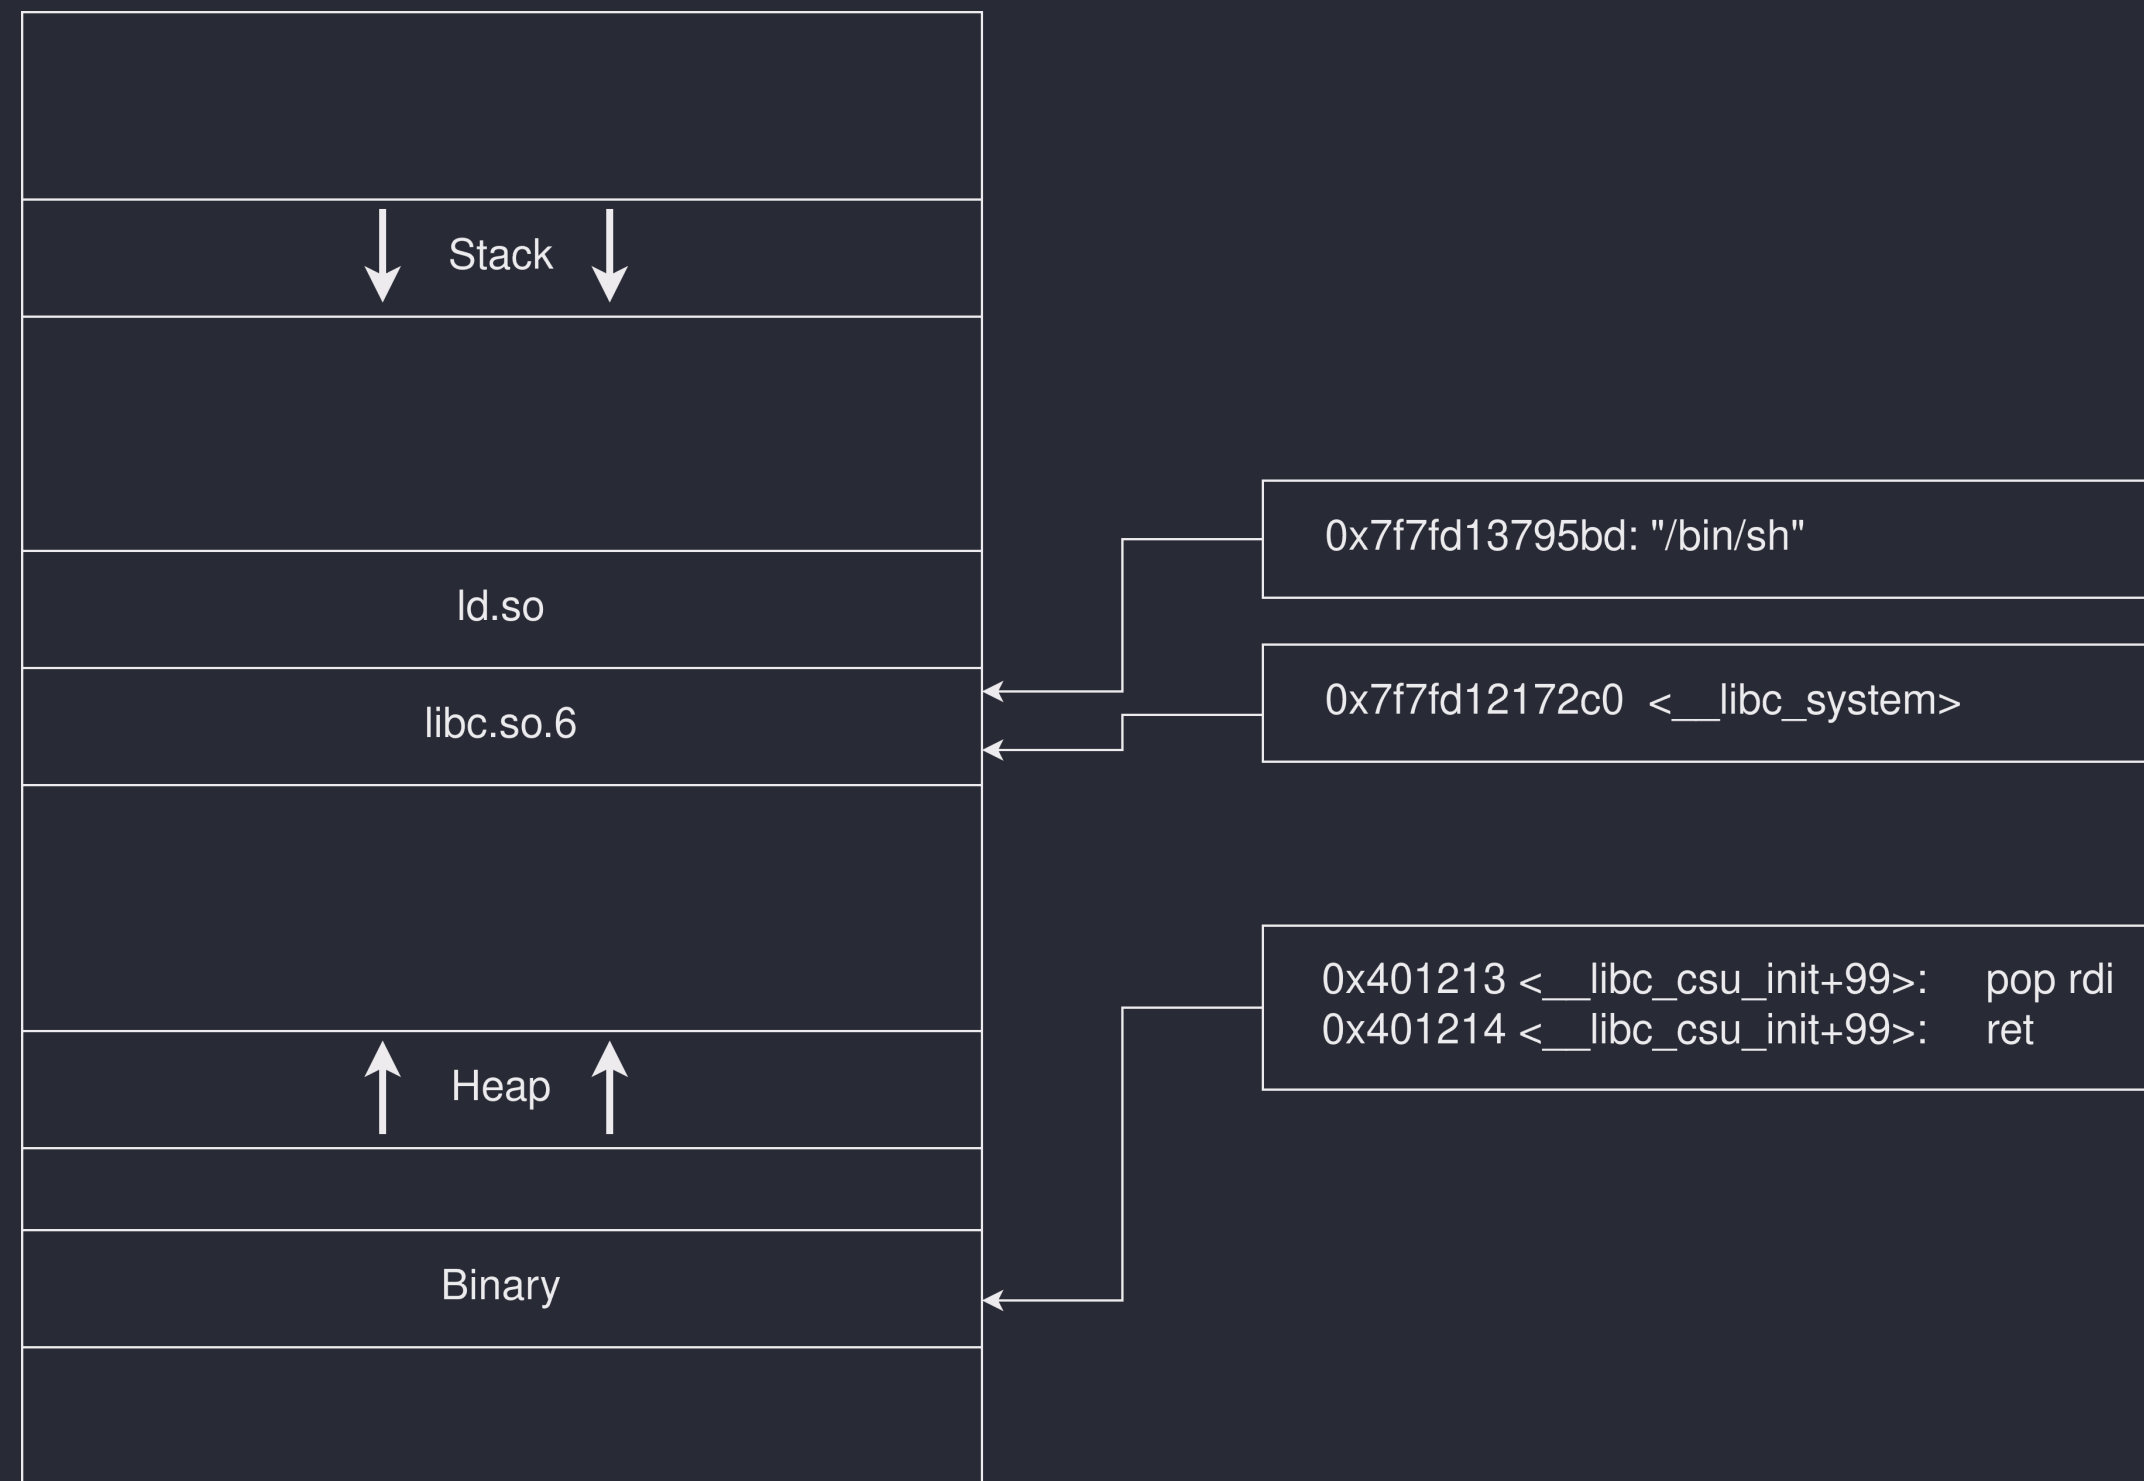 Stack
ld.so
libc.so.6
Heap
Binary
0x7f7fd13795bd: "/bin/sh"
0x7f7fd12172c0 <__libc_system>
0x401213 <__libc_csu_init+99>: pop rdi
0x401214 <__libc_csu_init+99>: ret